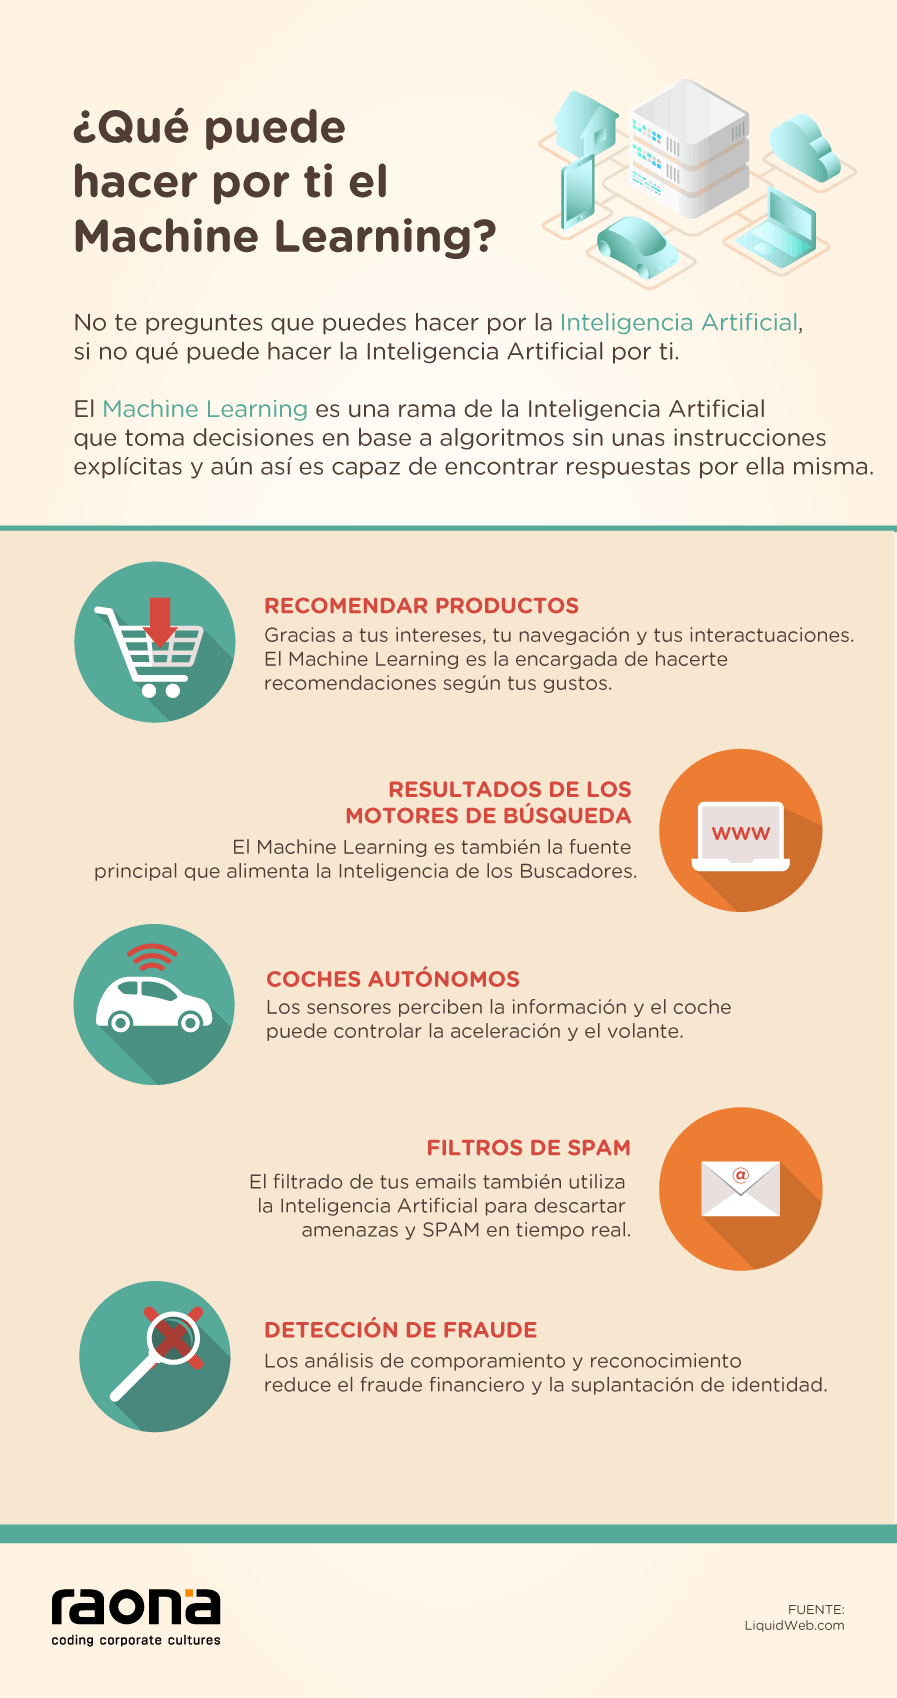 ¿Qué puede
hacer por ti el
Machine Learning?
No te preguntes que puedes hacer por la Inteligencia Artificial,
si no qué puede hacer la Inteligencia Artificial por ti.
El Machine Learning es una rama de la Inteligencia Artificial
que toma decisiones en base a algoritmos sin unas instrucciones
explícitas y aún así es capaz de encontrar respuestas por ella misma.
RECOMENDAR PRODUCTOS
Gracias a tus intereses, tu navegación y tus interactuaciones.
El Machine Learning es la encargada de hacerte
recomendaciones según tus gustos.
RESULTADOS DE LOS
MOTORES DE BÚSQUEDA
El Machine Learning es también la fuente
principal que alimenta la Inteligencia de los Buscadores.
www
COCHES AUTÓNOMOS
Los sensores perciben la información y el coche
puede controlar la aceleración y el volante.
FILTROS DE SPAM
El filtrado de tus emails también utiliza
la Inteligencia Artificial para descartar
amenazas y SPAM en tiempo real.
@
DETECCIÓN DE FRAUDE
Los análisis de comporamiento y reconocimiento
reduce el fraude financiero y la suplantación de identidad.
raona
coding corporate cultures
FUENTE:
LiquidWeb.com